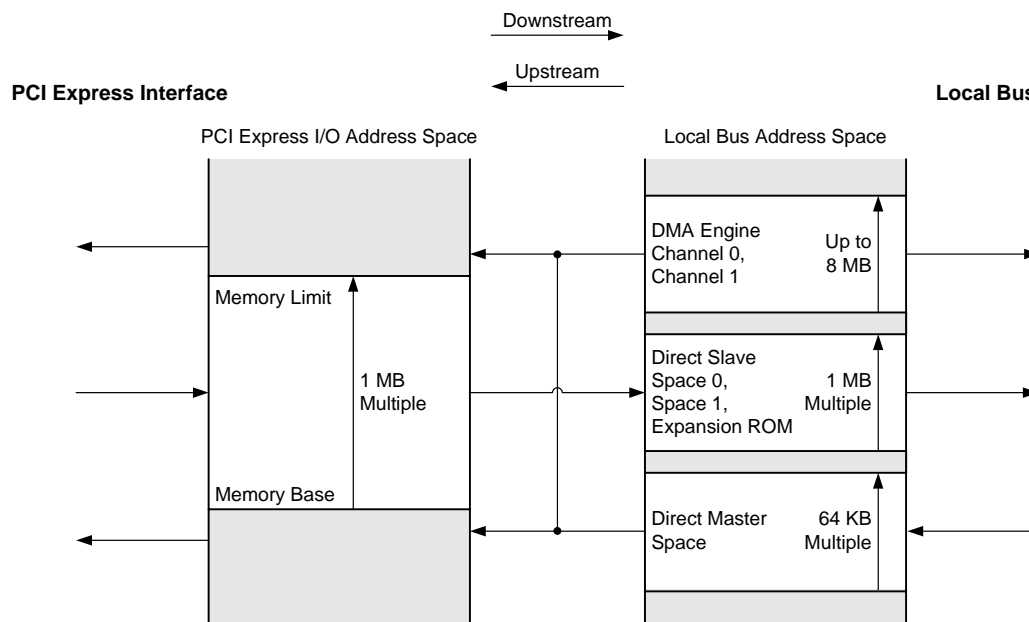 Downstream
Upstream
PCI Express Interface
Local Bus
PCI Express I/O Address Space
Local Bus Address Space
DMA Engine
Channel 0,
Channel 1
Up to
8 MB
Memory Limit
1 MB
Multiple
Memory Base
Direct Slave
Space 0,
Space 1,
Expansion ROM
1 MB
Multiple
Direct Master
Space
64 KB
Multiple